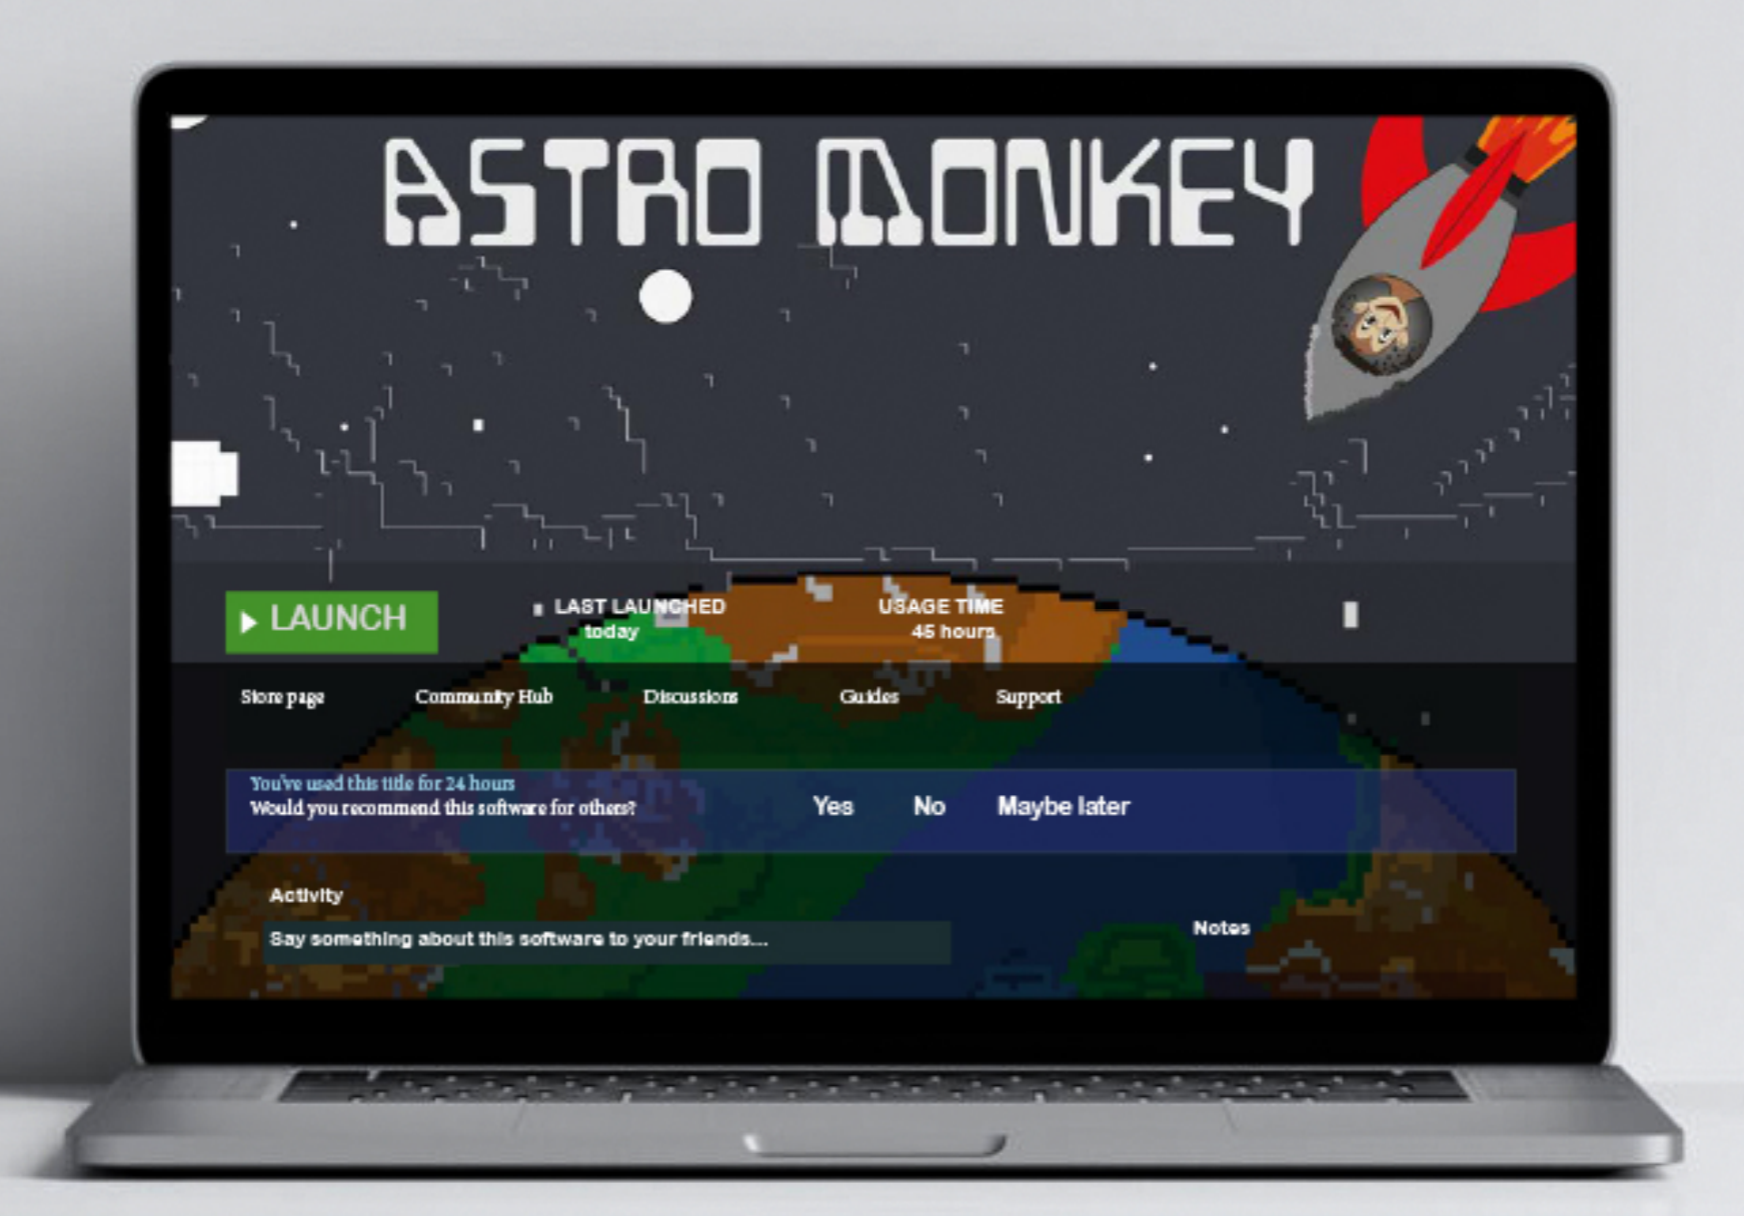 ASTRO MONKEY
LAUNCH
LAST LAUNCHED
today
USAGE TIME
45 hours
Store page
Community Hub
Discussions
Guides
Support
You've used this title for 24 hours
Would you recommend this software for others?
Yes
No
Maybe later
Activity
Say something about this software to your friends...
Notes